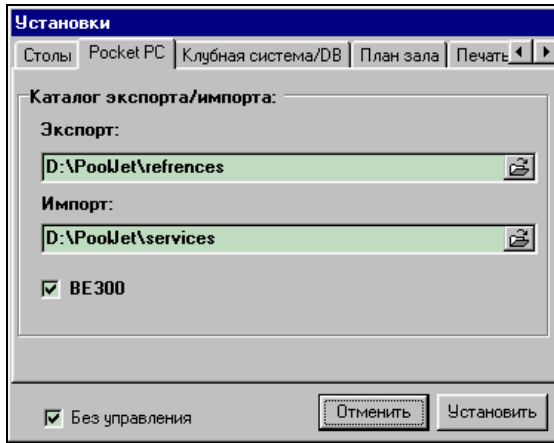 Установки
Столы Pocket PC Клубная система/DB План зала Печать
Каталог экспорта/импорта:
Экспорт:
D:\PoolJet\refrences
Импорт:
D:\PoolJet\services
BE300
Без управления Отменить Установить